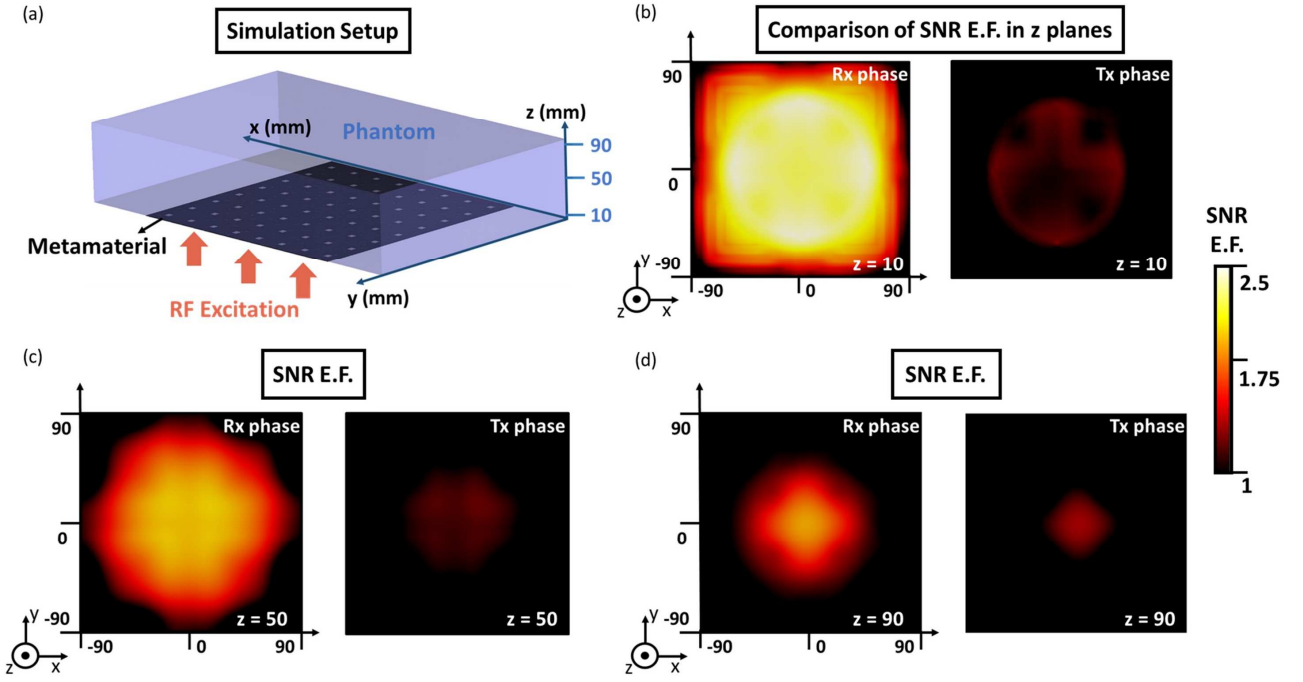 (a)
Simulation Setup
x (mm)
Phantom
z (mm)
90
50
10
Metamaterial
RF Excitation
y (mm)
(b)
Comparison of SNR E.F. in z planes
90
0
-90
Rx phase
z = 10
-90
0
90
y
z
x
Tx phase
z = 10
SNR
E.F.
2.5
1.75
1
(c)
SNR E.F.
90
0
-90
Rx phase
z = 50
-90
0
90
y
z
x
Tx phase
z = 50
(d)
SNR E.F.
90
0
-90
Rx phase
z = 90
-90
0
90
y
z
x
Tx phase
z = 90